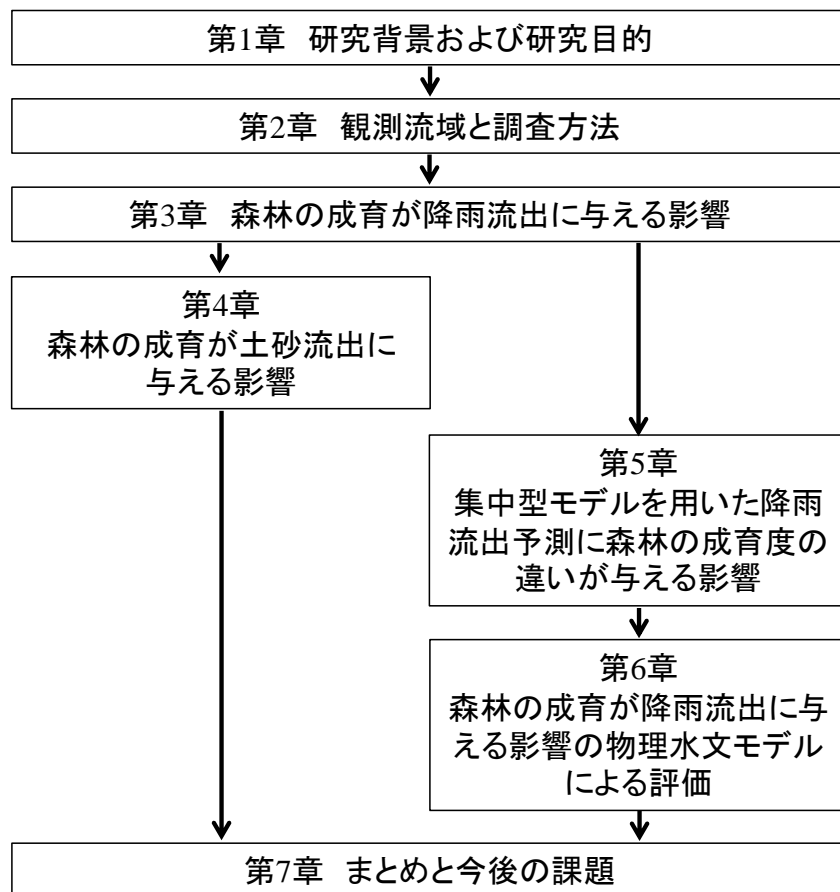 第1章 研究背景および研究目的
第2章 観測流域と調査方法
第3章 森林の成育が降雨流出に与える影響
第4章
森林の成育が土砂流出に
与える影響
第5章
集中型モデルを用いた降雨
流出予測に森林の成育度の
違いが与える影響
第6章
森林の成育が降雨流出に与
える影響の物理水文モデル
による評価
第7章 まとめと今後の課題